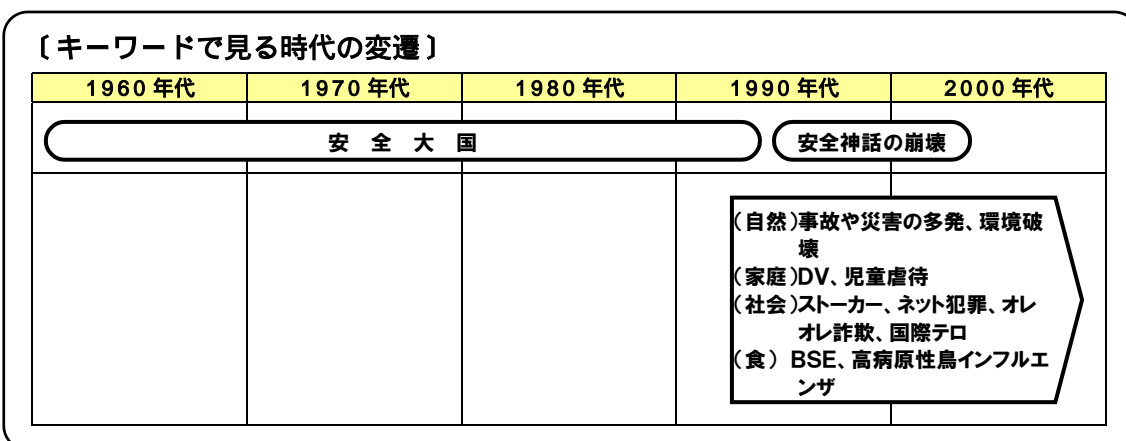 〔キーワードで見る時代の変遷〕
1960年代 1970年代 1980年代 1990年代 2000年代
安全大国 安全神話の崩壊
(自然)事故や災害の多発、環境破
壊
(家庭)DV、児童虐待
(社会)ストーカー、ネット犯罪、オレ
オレ詐欺、国際テロ
(食) BSE、高病原性鳥インフルエ
ンザ